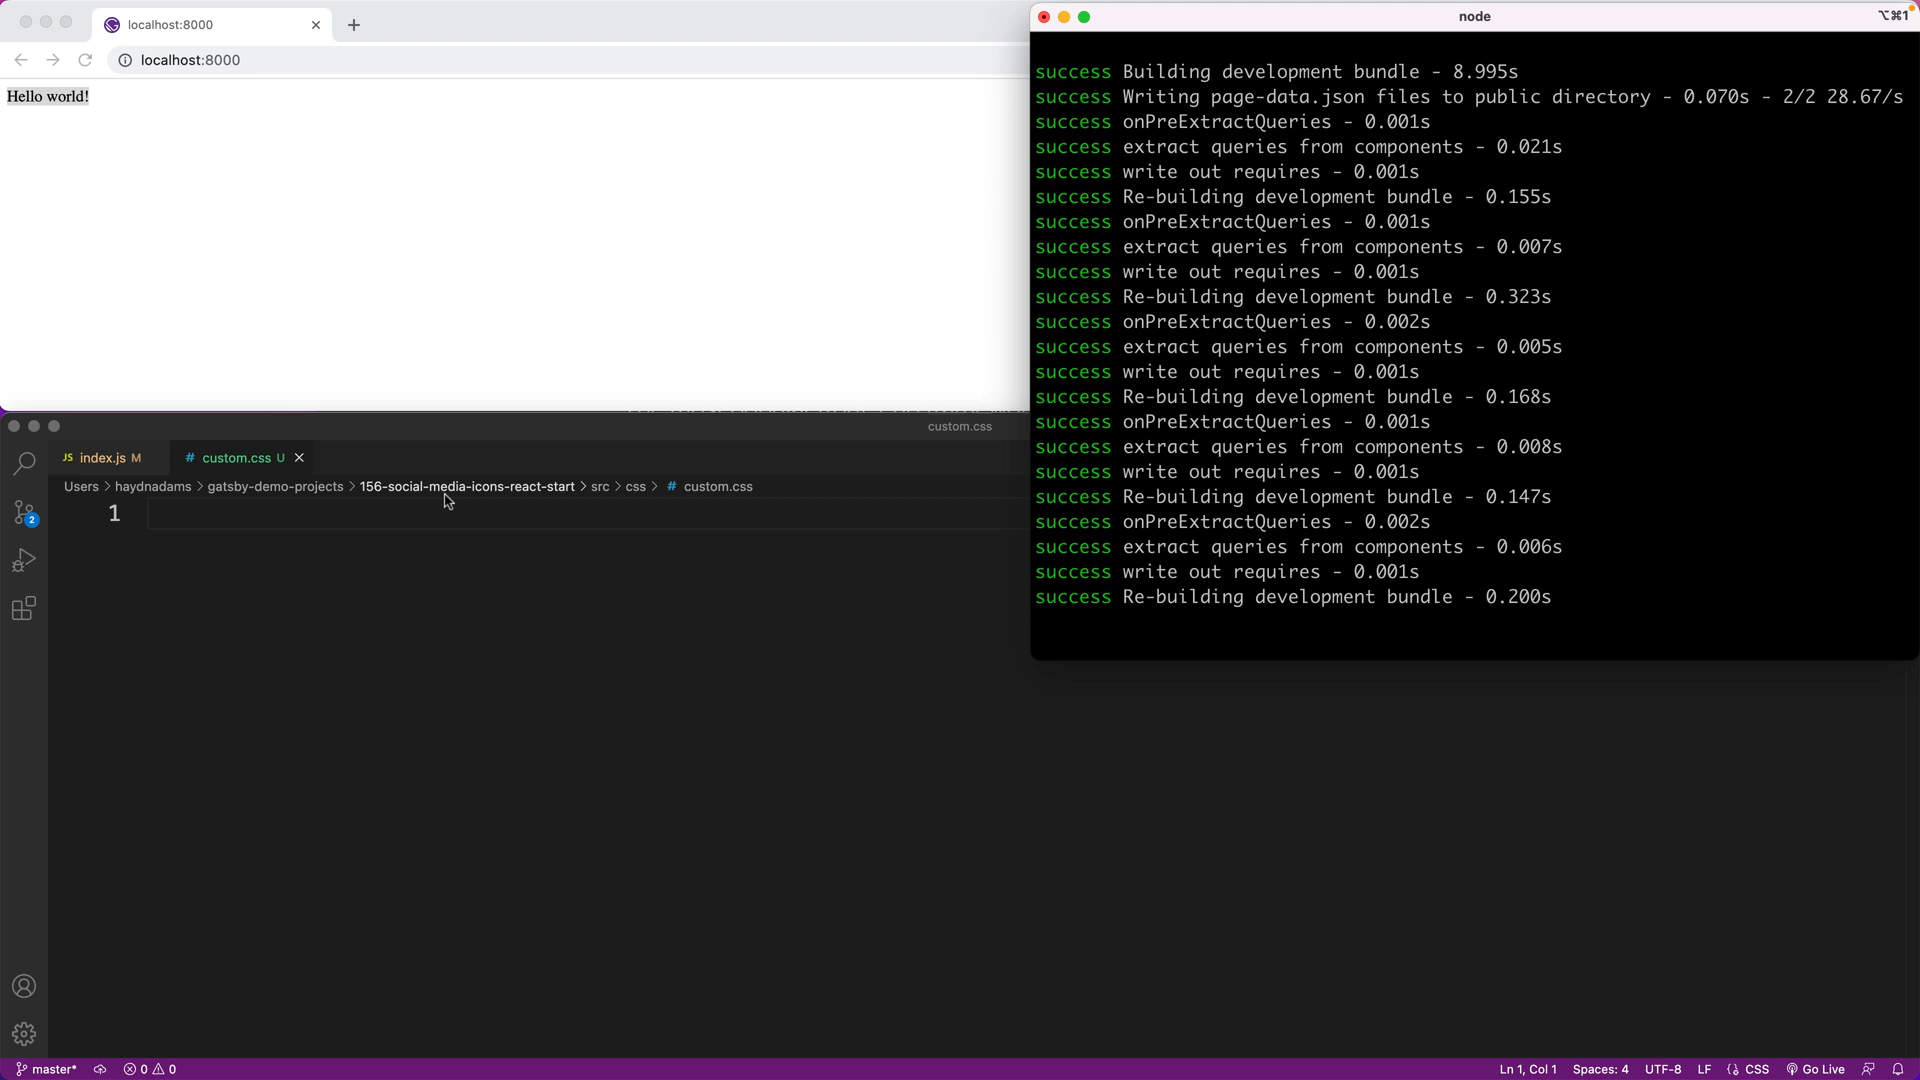 localhost:8000
localhost:8000
Hello world!
node
⌥⌘1
success Building development bundle - 8.995s
success Writing page-data.json files to public directory - 0.070s - 2/2 28.67/s
success onPreExtractQueries - 0.001s
success extract queries from components - 0.021s
success write out requires - 0.001s
success Re-building development bundle - 0.155s
success onPreExtractQueries - 0.001s
success extract queries from components - 0.007s
success write out requires - 0.001s
success Re-building development bundle - 0.323s
success onPreExtractQueries - 0.002s
success extract queries from components - 0.005s
success write out requires - 0.001s
success Re-building development bundle - 0.168s
success onPreExtractQueries - 0.001s
success extract queries from components - 0.008s
success write out requires - 0.001s
success Re-building development bundle - 0.147s
success onPreExtractQueries - 0.002s
success extract queries from components - 0.006s
success write out requires - 0.001s
success Re-building development bundle - 0.200s
custom.css
JS index.js M
# custom.css U
Users > haydnadams > gatsby-demo-projects > 156-social-media-icons-react-start > src > css > # custom.css
1
2
master*
0 0
Ln 1, Col 1
Spaces: 4
UTF-8
LF
CSS
Go Live